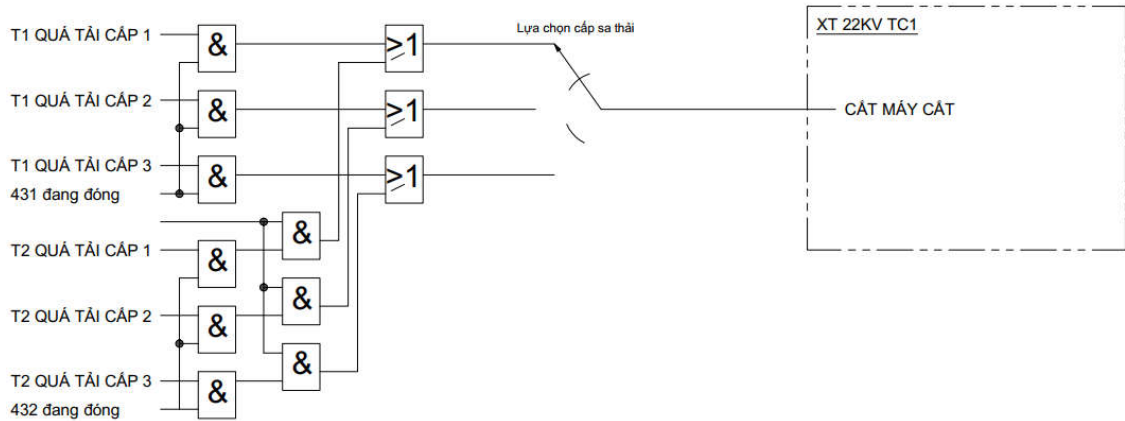 T1 QUÁ TẢI CẤP 1
&
≥1
Lựa chọn cấp sa thải
XT 22KV TC1
T1 QUÁ TẢI CẤP 2
&
≥1
CẮT MÁY CẮT
T1 QUÁ TẢI CẤP 3
&
≥1
431 đang đóng
&
T2 QUÁ TẢI CẤP 1
&
&
T2 QUÁ TẢI CẤP 2
&
&
T2 QUÁ TẢI CẤP 3
&
432 đang đóng